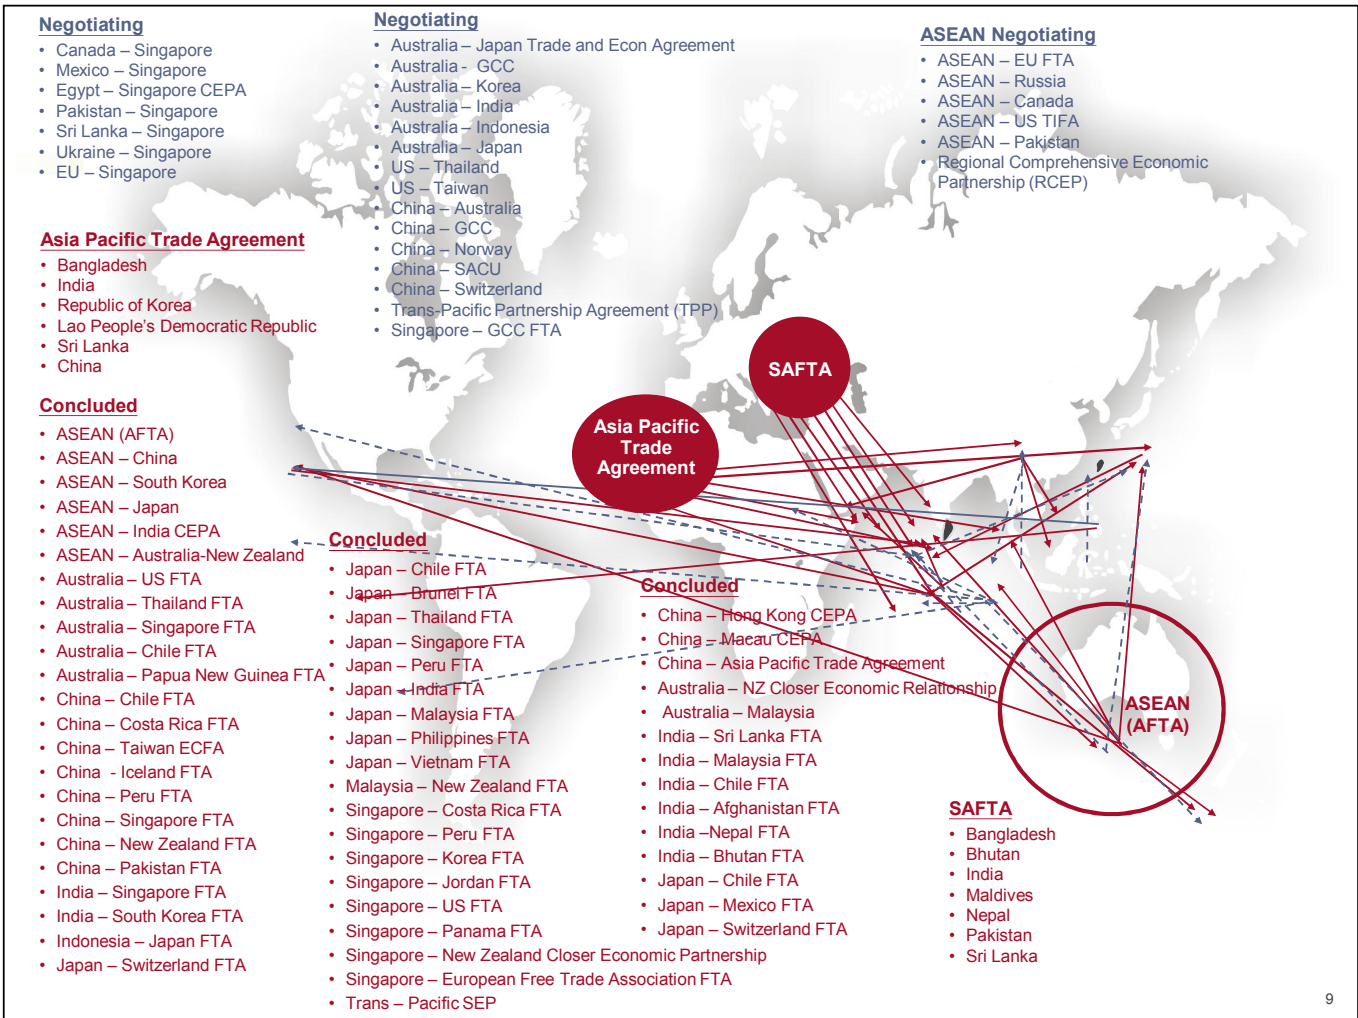 Negotiating
• Canada – Singapore
• Mexico – Singapore
• Egypt – Singapore CEPA
• Pakistan – Singapore
• Sri Lanka – Singapore
• Ukraine – Singapore
• EU – Singapore
Negotiating
• Australia – Japan Trade and Econ Agreement
• Australia - GCC
• Australia – Korea
• Australia – India
• Australia – Indonesia
• Australia – Japan
• US – Thailand
• US – Taiwan
• China – Australia
• China – GCC
• China – Norway
• China – SACU
• China – Switzerland
• Trans-Pacific Partnership Agreement (TPP)
• Singapore – GCC FTA
ASEAN Negotiating
• ASEAN – EU FTA
• ASEAN – Russia
• ASEAN – Canada
• ASEAN – US TIFA
• ASEAN – Pakistan
• Regional Comprehensive Economic
Partnership (RCEP)
Asia Pacific Trade Agreement
• Bangladesh
• India
• Republic of Korea
• Lao People's Democratic Republic
• Sri Lanka
• China
SAFTA
Asia Pacific
Trade
Agreement
Concluded
• ASEAN (AFTA)
• ASEAN – China
• ASEAN – South Korea
• ASEAN – Japan
• ASEAN – India CEPA
• ASEAN – Australia-New Zealand
• Australia – US FTA
• Australia – Thailand FTA
• Australia – Singapore FTA
• Australia – Chile FTA
• Australia – Papua New Guinea FTA
• China – Chile FTA
• China – Costa Rica FTA
• China – Taiwan ECFA
• China - Iceland FTA
• China – Peru FTA
• China – Singapore FTA
• China – New Zealand FTA
• China – Pakistan FTA
• India – Singapore FTA
• India – South Korea FTA
• Indonesia – Japan FTA
• Japan – Switzerland FTA
Concluded
• Japan – Chile FTA
• Japan – Brunel FTA
• Japan – Thailand FTA
• Japan – Singapore FTA
• Japan – Peru FTA
• Japan – India FTA
• Japan – Malaysia FTA
• Japan – Philippines FTA
• Japan – Vietnam FTA
• Malaysia – New Zealand FTA
• Singapore – Costa Rica FTA
• Singapore – Peru FTA
• Singapore – Korea FTA
• Singapore – Jordan FTA
• Singapore – US FTA
• Singapore – Panama FTA
• Singapore – New Zealand Closer Economic Partnership
• Singapore – European Free Trade Association FTA
• Trans – Pacific SEP
Concluded
• China – Hong Kong CEPA
• China – Macau CEPA
• China – Asia Pacific Trade Agreement
• Australia – NZ Closer Economic Relationship
• Australia – Malaysia
• India – Sri Lanka FTA
• India – Malaysia FTA
• India – Chile FTA
• India – Afghanistan FTA
• India –Nepal FTA
• India – Bhutan FTA
• Japan – Chile FTA
• Japan – Mexico FTA
• Japan – Switzerland FTA
ASEAN
(AFTA)
SAFTA
• Bangladesh
• Bhutan
• India
• Maldives
• Nepal
• Pakistan
• Sri Lanka
9